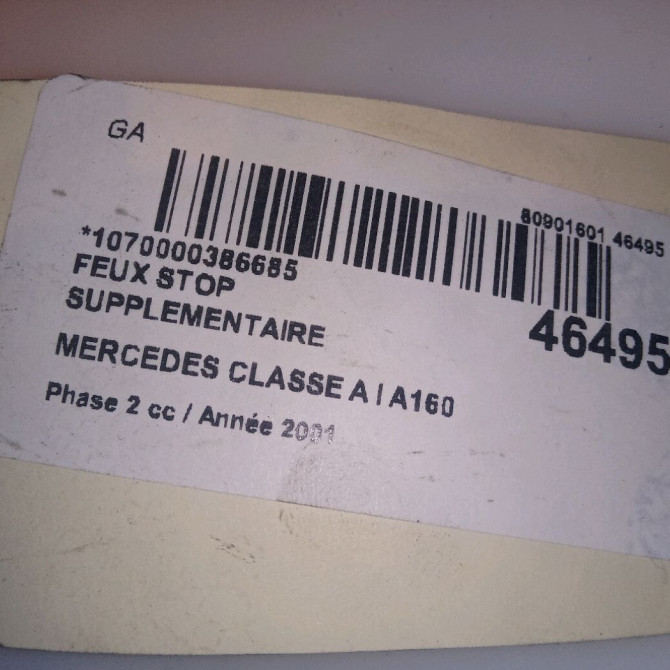 GA
80901601 46495
*1070000386685
FEUX STOP
SUPPLEMENTAIRE
46495
MERCEDES CLASSE A I A160
Phase 2 cc / Année 2001